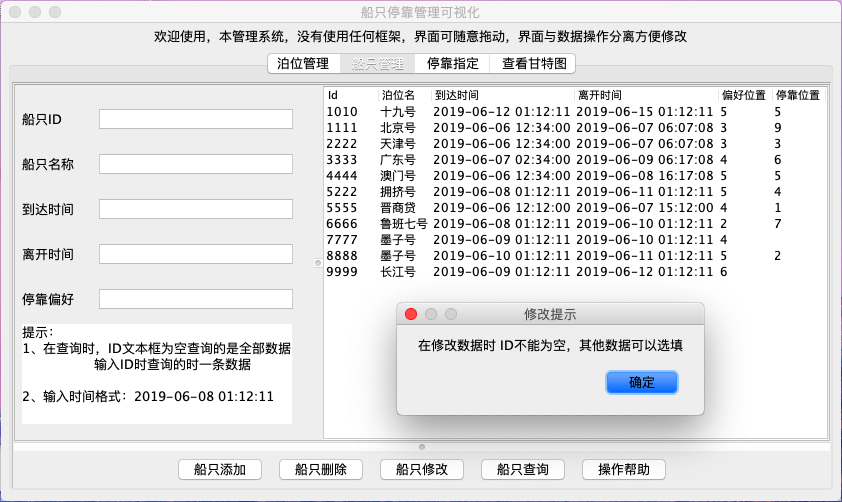 船只停靠管理可视化
欢迎使用，本管理系统，没有使用任何框架，界面可随意拖动，界面与数据操作分离方便修改
泊位管理 船只管理 停靠指定 查看甘特图
船只ID
船只名称
到达时间
离开时间
停靠偏好
提示：
1、在查询时，ID文本框为空查询的是全部数据
输入ID时查询的时一条数据
2、输入时间格式：2019-06-08 01:12:11
Id 泊位名 到达时间 离开时间 偏好位置 停靠位置
1010 十九号 2019-06-12 01:12:11 2019-06-15 01:12:11 5 5
1111 北京号 2019-06-06 12:34:00 2019-06-07 06:07:08 3 9
2222 天津号 2019-06-06 12:34:00 2019-06-07 06:07:08 3 3
3333 广东号 2019-06-07 02:34:00 2019-06-09 06:17:08 4 6
4444 澳门号 2019-06-06 12:34:00 2019-06-08 16:17:08 5 5
5222 拥挤号 2019-06-08 01:12:11 2019-06-11 01:12:11 5 4
5555 晋商贷 2019-06-06 12:12:00 2019-06-07 15:12:00 4 1
6666 鲁班七号 2019-06-08 01:12:11 2019-06-10 01:12:11 2 7
7777 墨子号 2019-06-09 01:12:11 2019-06-10 01:12:11 4
8888 墨子号 2019-06-10 01:12:11 2019-06-11 01:12:11 5 2
9999 长江号 2019-06-09 01:12:11 2019-06-12 01:12:11 6
修改提示
在修改数据时 ID不能为空，其他数据可以选填
确定
船只添加 船只删除 船只修改 船只查询 操作帮助